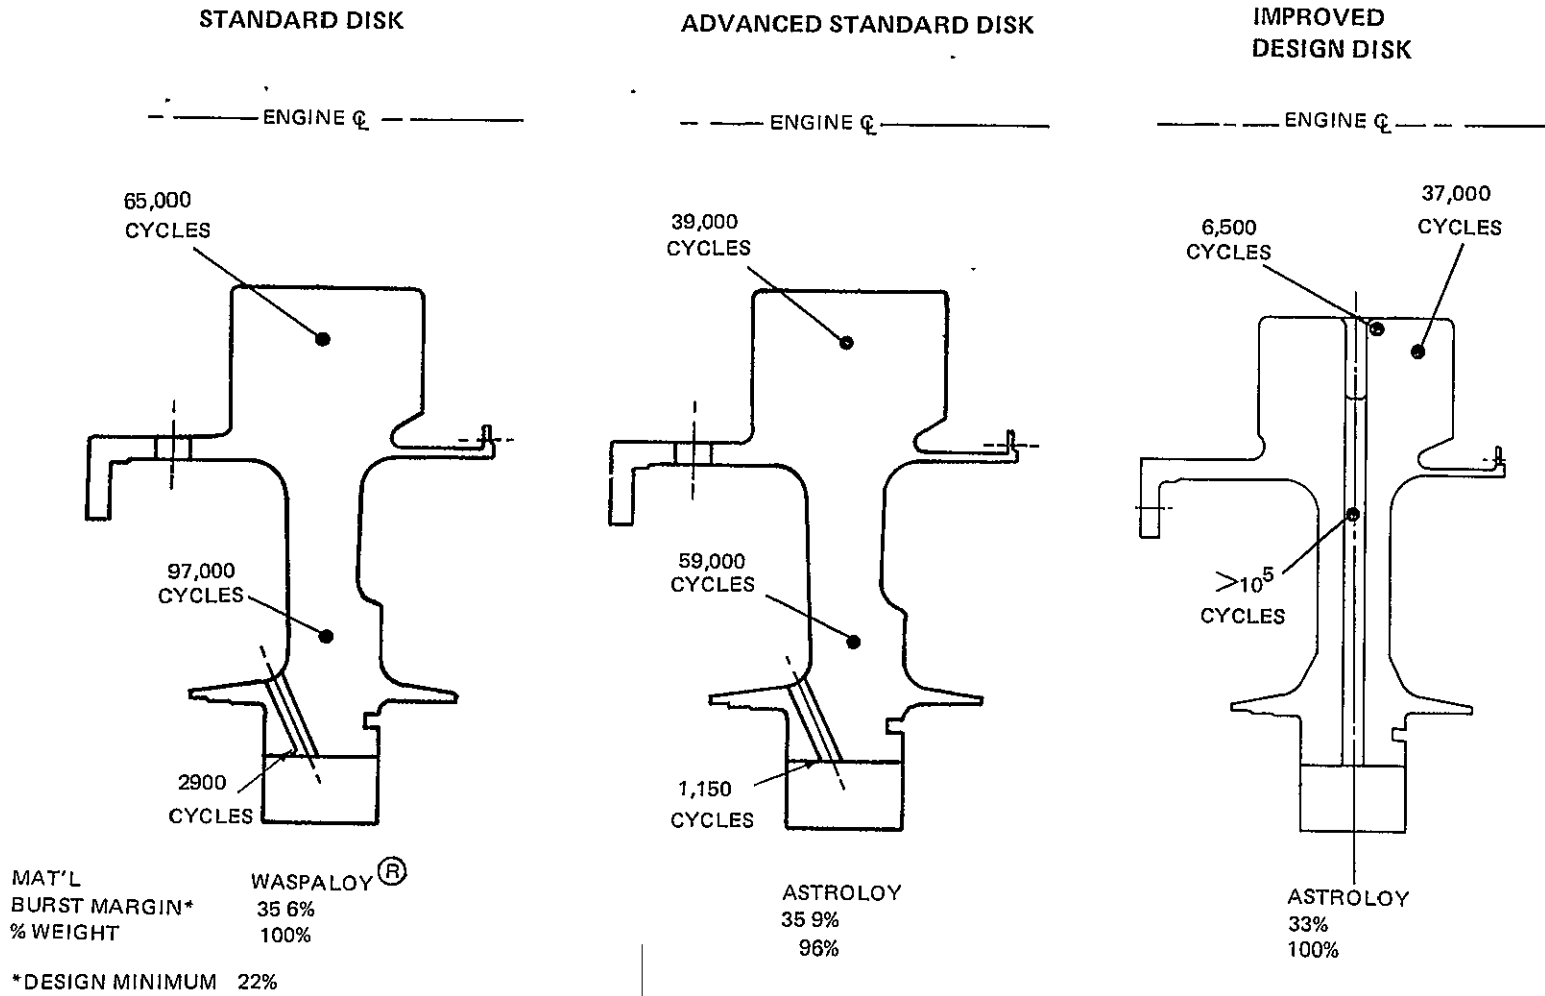 STANDARD DISK
ADVANCED STANDARD DISK
IMPROVED
DESIGN DISK
ENGINE ℄
ENGINE ℄
ENGINE ℄
65,000
CYCLES
97,000
CYCLES
2900
CYCLES
39,000
CYCLES
59,000
CYCLES
1,150
CYCLES
6,500
CYCLES
37,000
CYCLES
>10⁵
CYCLES
MAT'L WASPALOY® ASTROLOY ASTROLOY
BURST MARGIN* 35 6% 35 9% 33%
% WEIGHT 100% 96% 100%
*DESIGN MINIMUM 22%